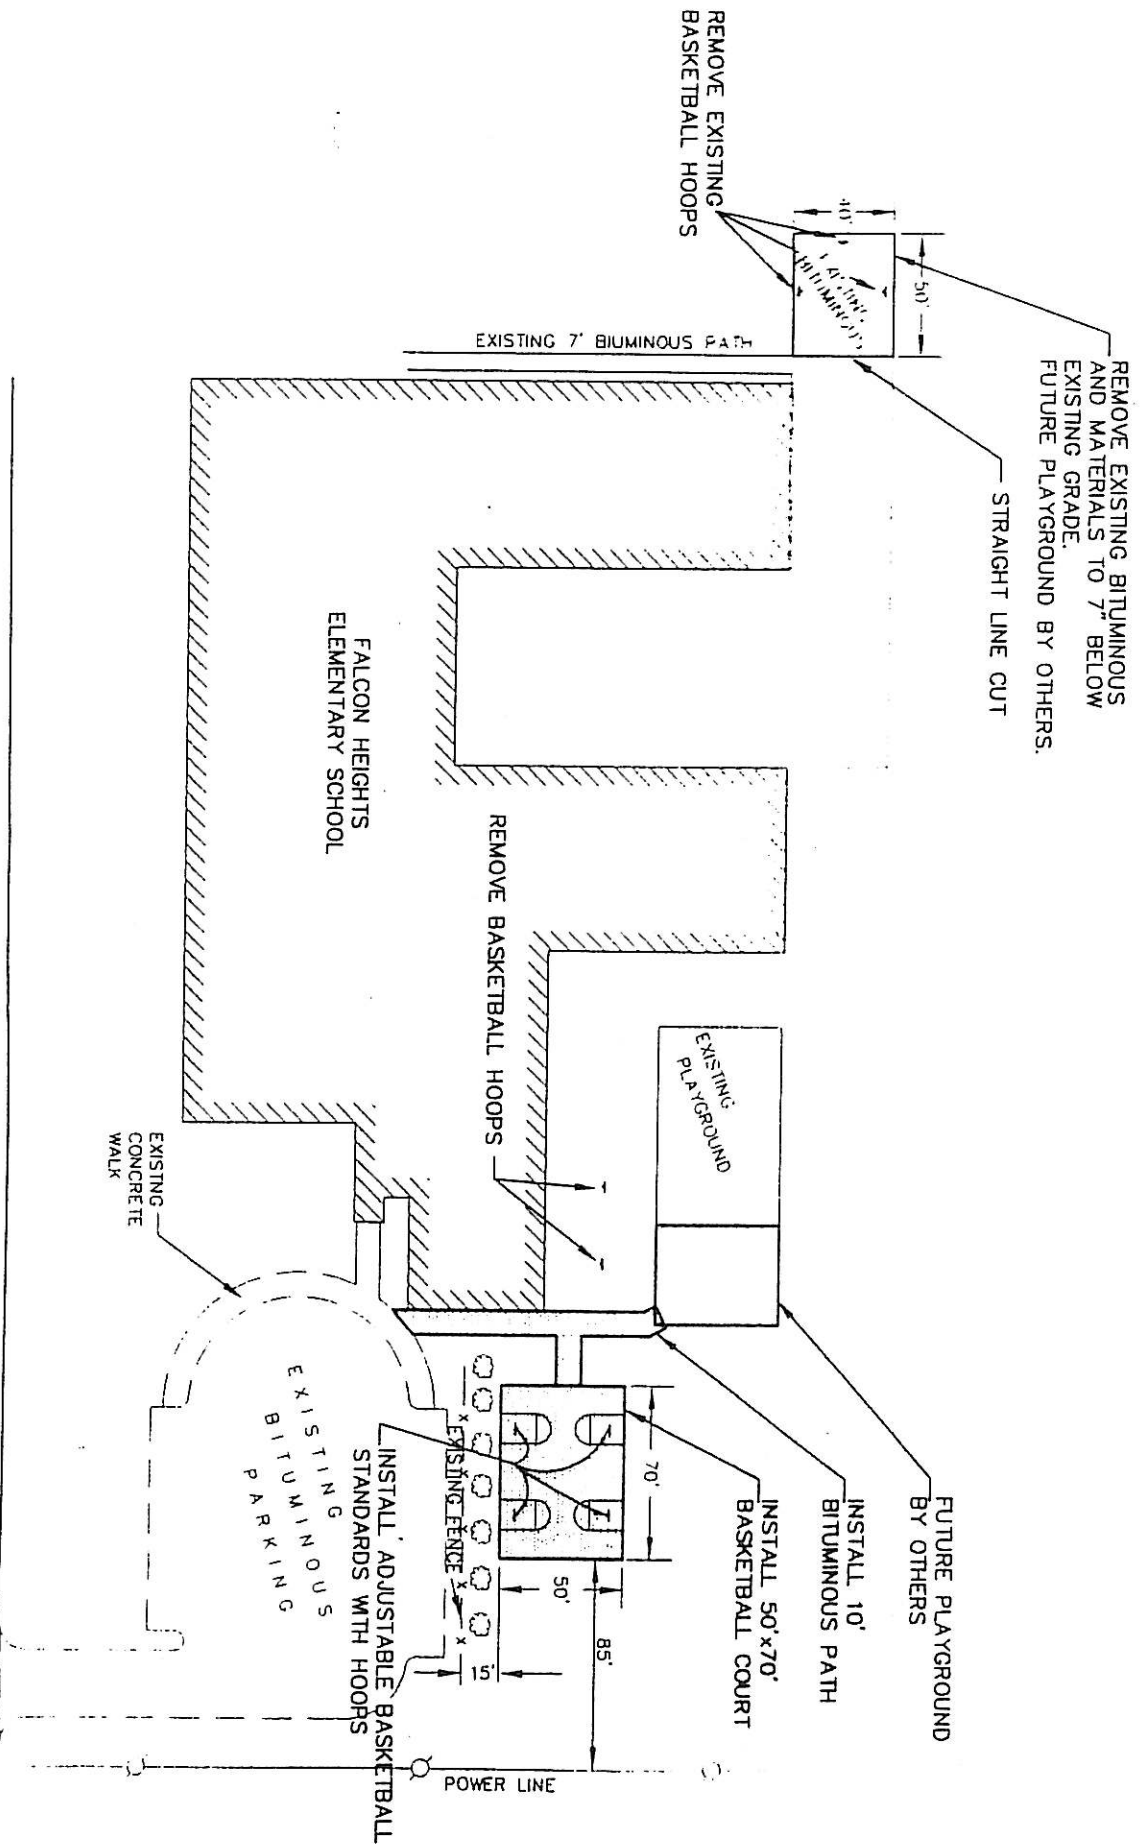 REMOVE EXISTING
BASKETBALL HOOPS
40'
50'
EXISTING
BITUMINOUS
REMOVE EXISTING BITUMINOUS
AND MATERIALS TO 7" BELOW
EXISTING GRADE.
FUTURE PLAYGROUND BY OTHERS.
STRAIGHT LINE CUT
EXISTING 7' BIUMINOUS PATH
FALCON HEIGHTS
ELEMENTARY SCHOOL
REMOVE BASKETBALL HOOPS
EXISTING
PLAYGROUND
EXISTNG
CONCRETE
WALK
FUTURE PLAYGROUND
BY OTHERS
INSTALL 10'
BITUMINOUS PATH
INSTALL 50'x70'
BASKETBALL COURT
70'
50'
85'
15'
x EXISTING FENCE x x
EXISTING
BITUMINOUS
PARKING
INSTALL ADJUSTABLE BASKETBALL
STANDARDS WITH HOOPS
POWER LINE